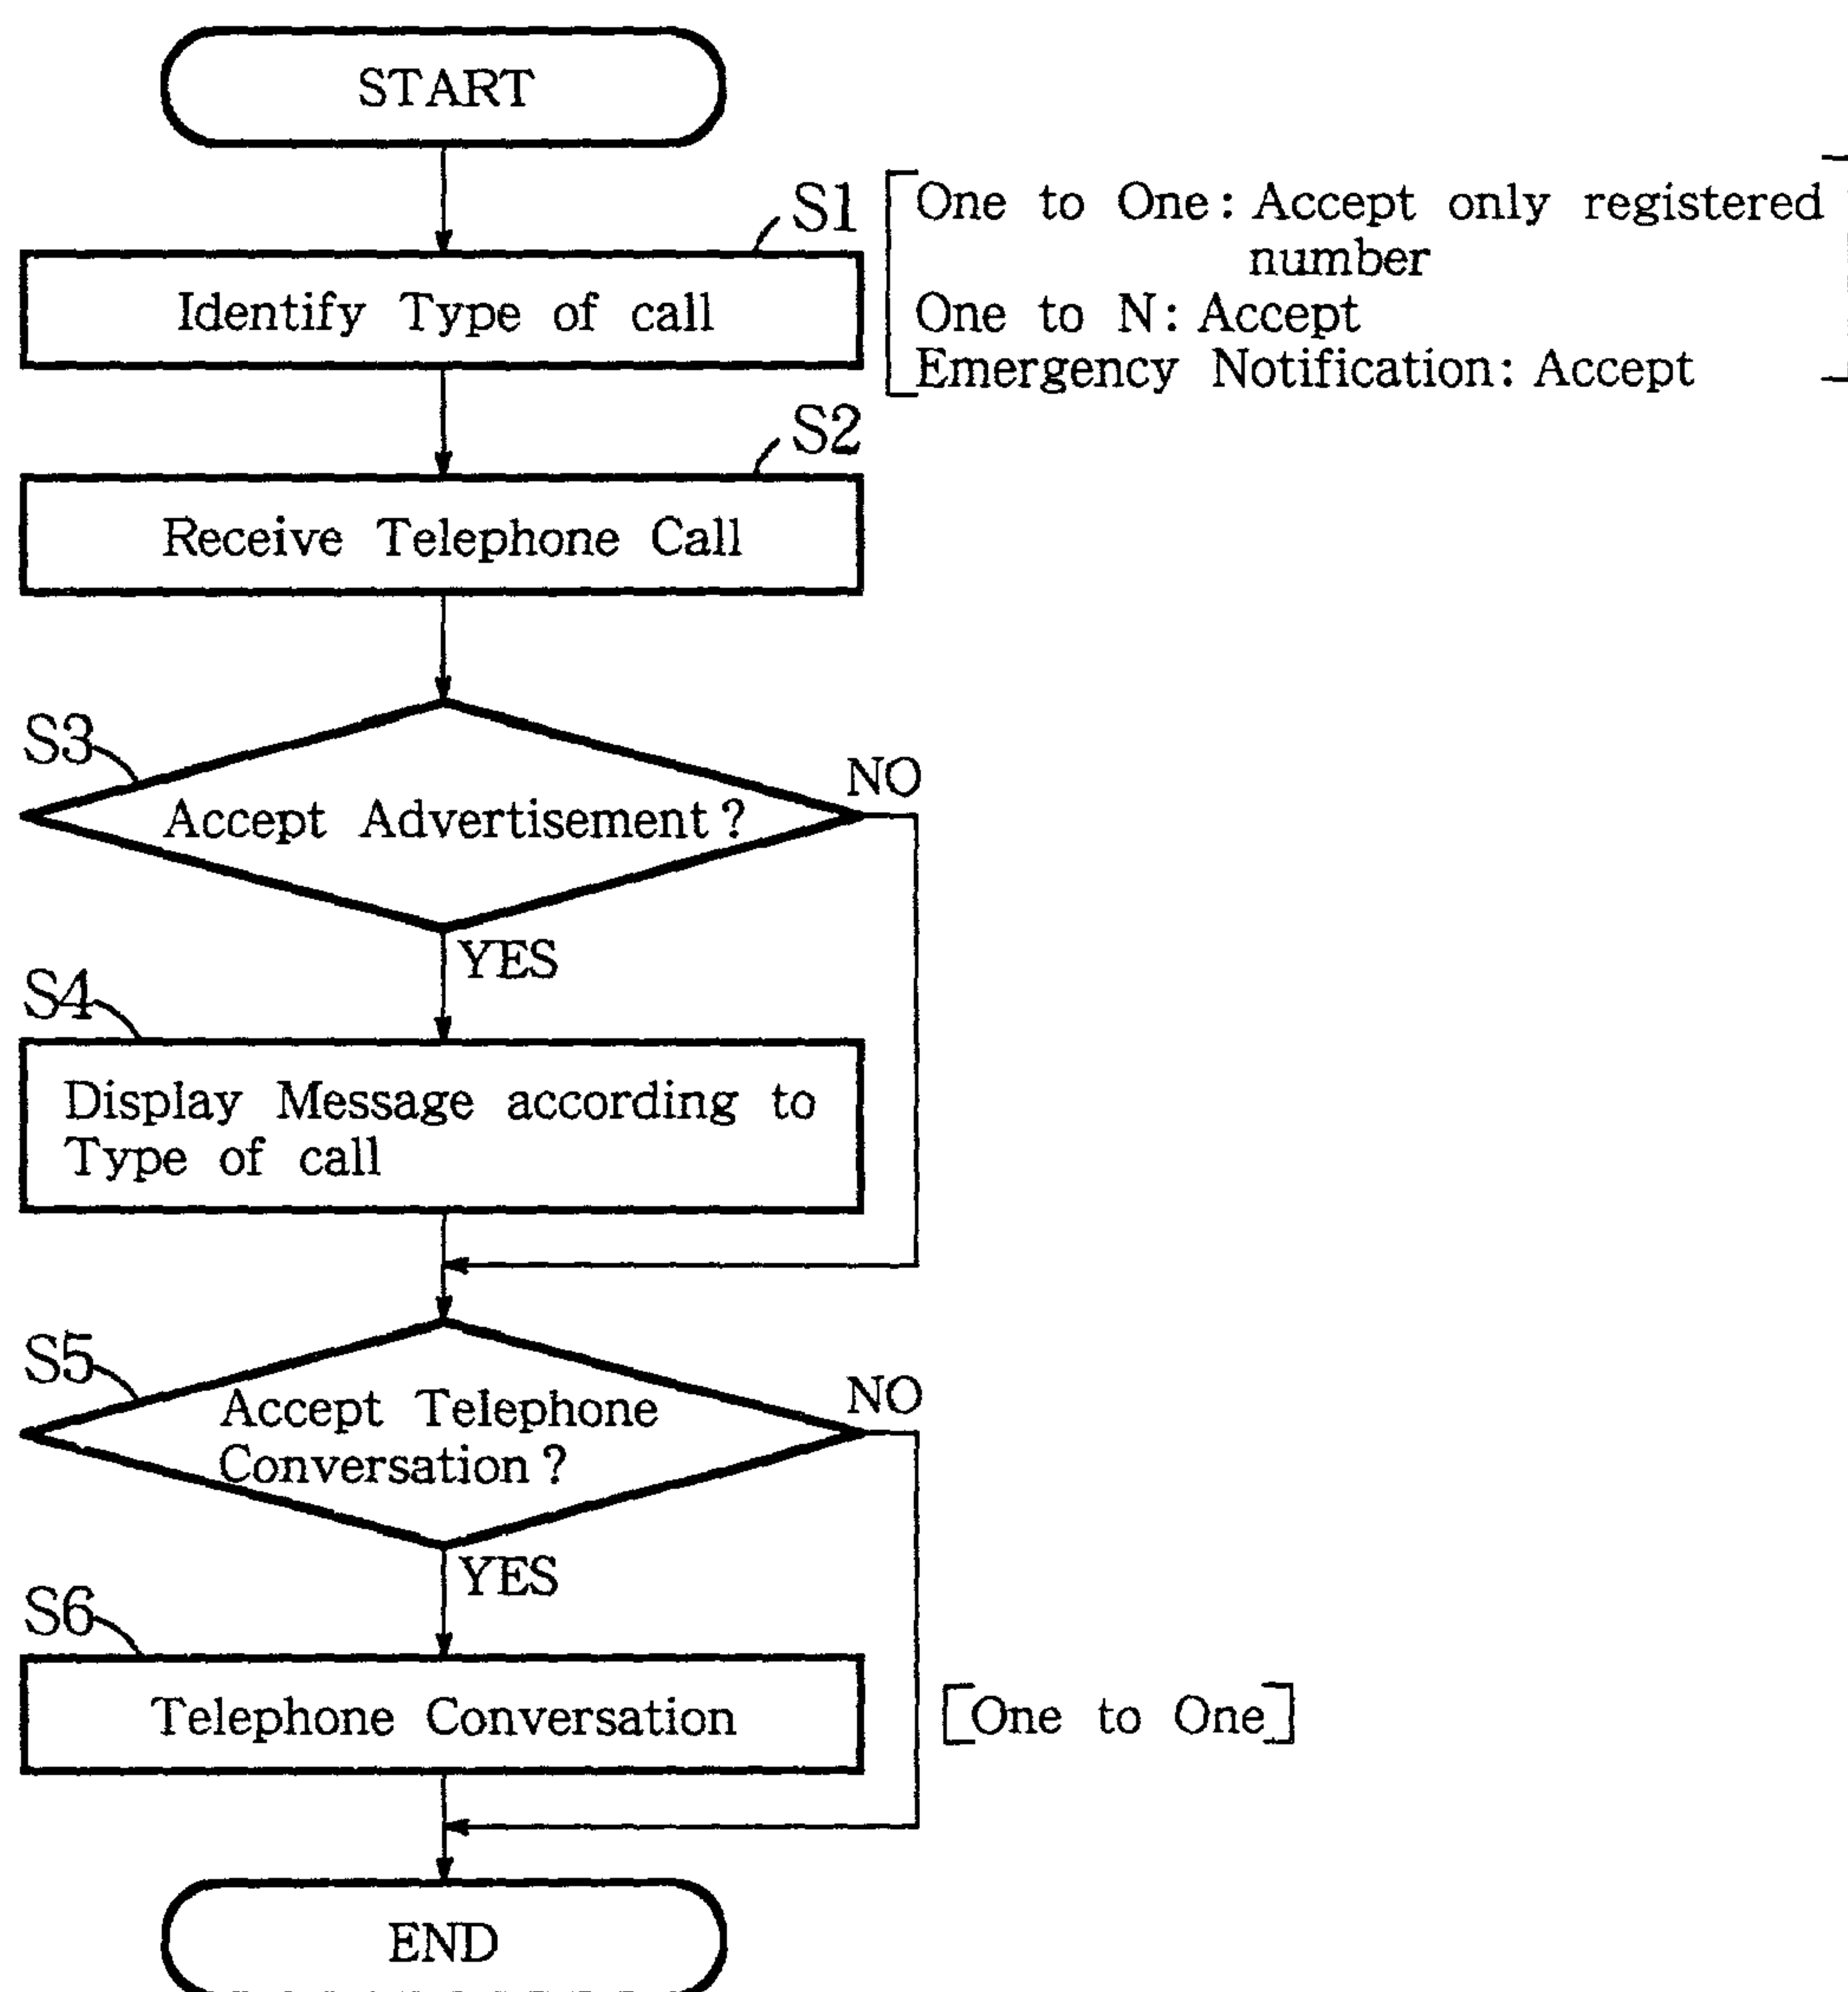 START
S1
One to One: Accept only registered
number
One to N: Accept
Emergency Notification: Accept
Identify Type of call
S2
Receive Telephone Call
S3
Accept Advertisement?
NO
YES
S4
Display Message according to
Type of call
S5
Accept Telephone
Conversation?
NO
YES
S6
Telephone Conversation
[One to One]
END